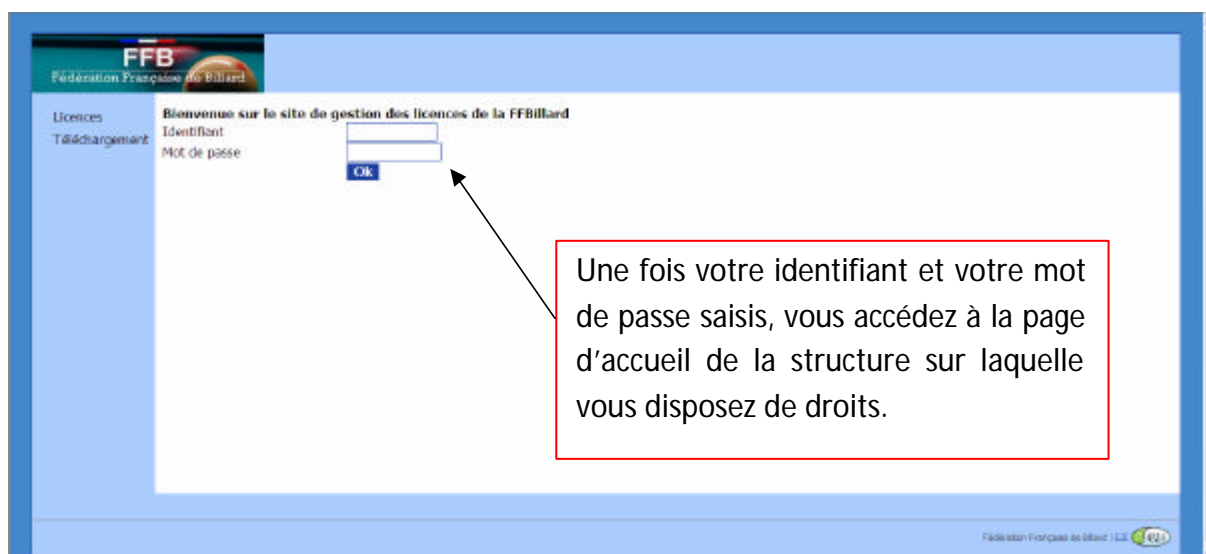 FFB
Fédération Française de Billard
Licences
Téléchargement
Bienvenue sur le site de gestion des licences de la FFBillard
Identifiant
Mot de passe
Ok
Une fois votre identifiant et votre mot
de passe saisis, vous accédez à la page
d’accueil de la structure sur laquelle
vous disposez de droits.
Fédération Française de Billard |